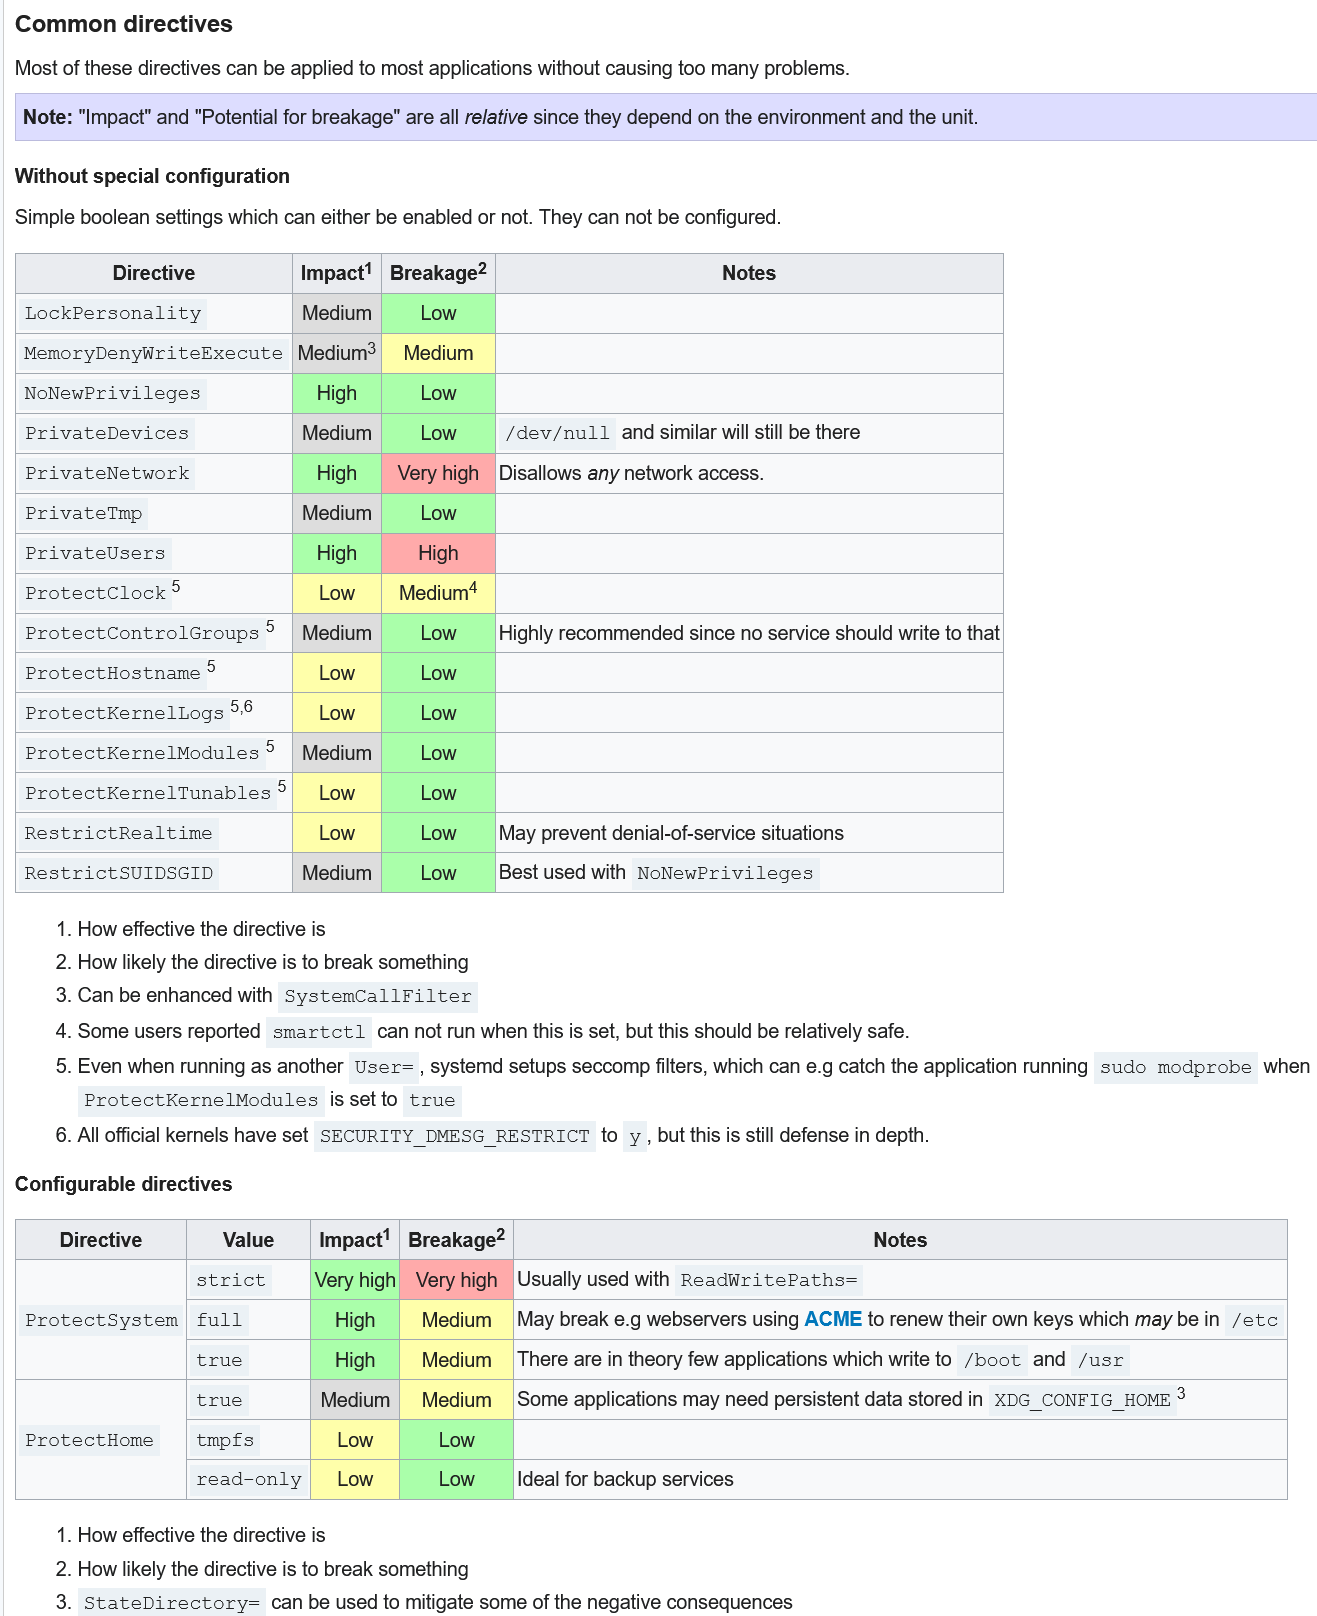 Common directives
Most of these directives can be applied to most applications without causing too many problems.
Note: "Impact" and "Potential for breakage" are all relative since they depend on the environment and the unit.
Without special configuration
Simple boolean settings which can either be enabled or not. They can not be configured.
Directive Impact1 Breakage2 Notes
LockPersonality Medium Low
MemoryDenyWriteExecute Medium3 Medium
NoNewPrivileges High Low
PrivateDevices Medium Low /dev/null and similar will still be there
PrivateNetwork High Very high Disallows any network access.
PrivateTmp Medium Low
PrivateUsers High High
ProtectClock 5 Low Medium4
ProtectControlGroups 5 Medium Low Highly recommended since no service should write to that
ProtectHostname 5 Low Low
ProtectKernelLogs 5,6 Low Low
ProtectKernelModules 5 Medium Low
ProtectKernelTunables 5 Low Low
RestrictRealtime Low Low May prevent denial-of-service situations
RestrictSUIDSGID Medium Low Best used with NoNewPrivileges
1. How effective the directive is
2. How likely the directive is to break something
3. Can be enhanced with SystemCallFilter
4. Some users reported smartctl can not run when this is set, but this should be relatively safe.
5. Even when running as another User=, systemd setups seccomp filters, which can e.g catch the application running sudo modprobe when
ProtectKernelModules is set to true
6. All official kernels have set SECURITY_DMESG_RESTRICT to y, but this is still defense in depth.
Configurable directives
Directive Value Impact1 Breakage2 Notes
strict Very high Very high Usually used with ReadWritePaths=
ProtectSystem full High Medium May break e.g webservers using ACME to renew their own keys which may be in /etc
true High Medium There are in theory few applications which write to /boot and /usr
true Medium Medium Some applications may need persistent data stored in XDG_CONFIG_HOME 3
ProtectHome tmpfs Low Low
read-only Low Low Ideal for backup services
1. How effective the directive is
2. How likely the directive is to break something
3. StateDirectory= can be used to mitigate some of the negative consequences